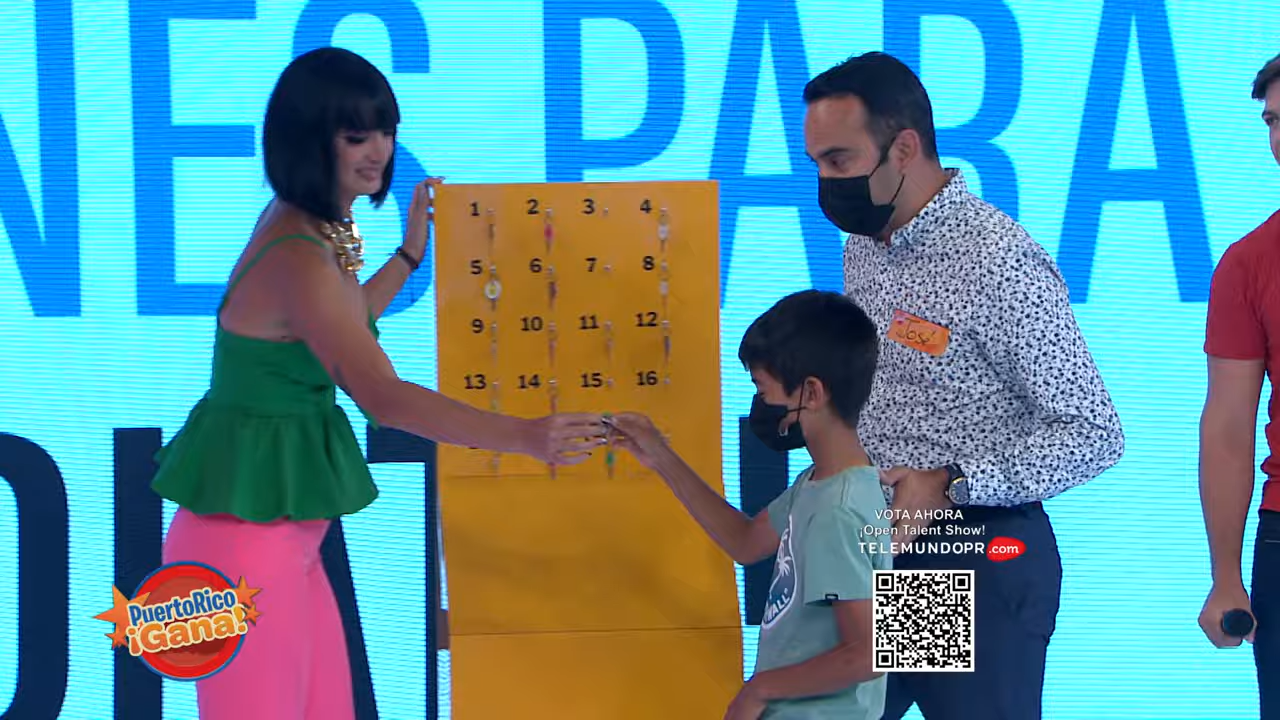 NES PARA
1 2 3 4
5 6 7 8
9 10 11 12
13 14 15 16
José
VOTA AHORA
¡Open Talent Show!
TELEMUNDOPR.com
PuertoRico
¡Gana!